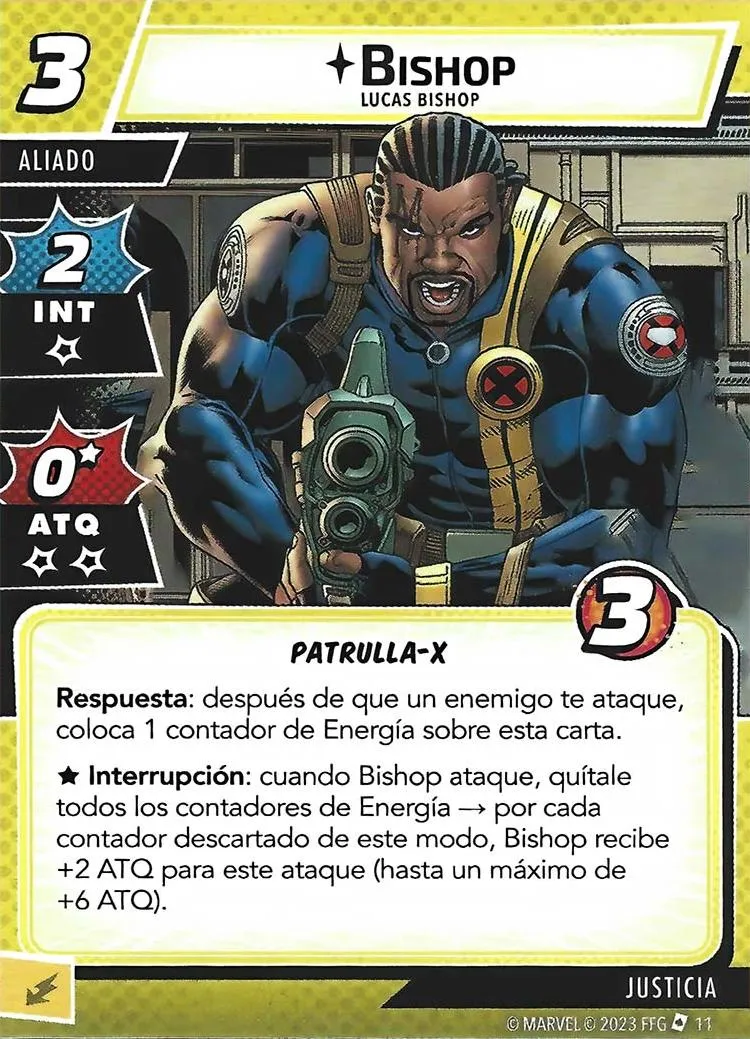 3
BISHOP
LUCAS BISHOP
ALIADO
2
INT
0
ATQ
3
PATRULLA-X
Respuesta: después de que un enemigo te ataque,
coloca 1 contador de Energía sobre esta carta.
★ Interrupción: cuando Bishop ataque, quítale
todos los contadores de Energía → por cada
contador descartado de este modo, Bishop recibe
+2 ATQ para este ataque (hasta un máximo de
+6 ATQ).
JUSTICIA
© MARVEL © 2023 FFG 11